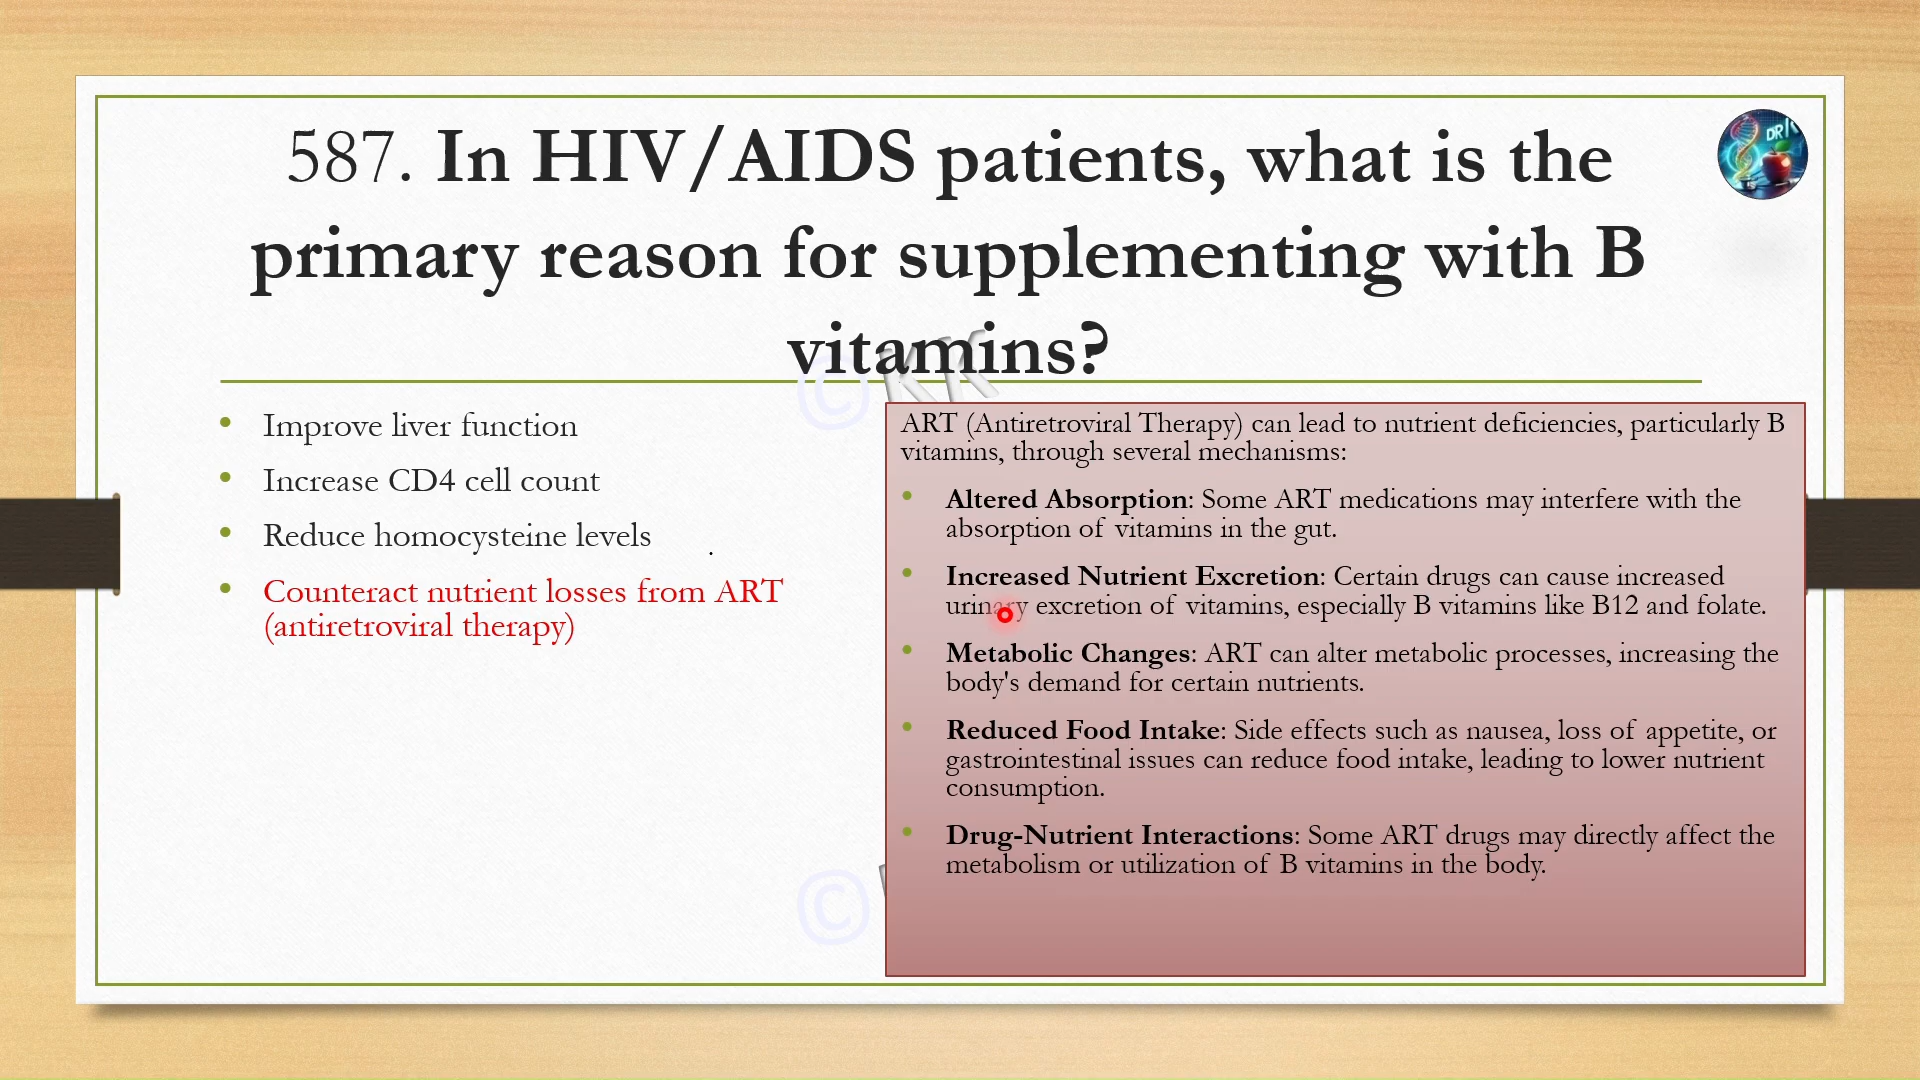 587. In HIV/AIDS patients, what is the
primary reason for supplementing with B
vitamins?
DR K
© KK
Improve liver function
Increase CD4 cell count
Reduce homocysteine levels
Counteract nutrient losses from ART
(antiretroviral therapy)
©
ART (Antiretroviral Therapy) can lead to nutrient deficiencies, particularly B
vitamins, through several mechanisms:
Altered Absorption: Some ART medications may interfere with the
absorption of vitamins in the gut.
Increased Nutrient Excretion: Certain drugs can cause increased
urinary excretion of vitamins, especially B vitamins like B12 and folate.
Metabolic Changes: ART can alter metabolic processes, increasing the
body's demand for certain nutrients.
Reduced Food Intake: Side effects such as nausea, loss of appetite, or
gastrointestinal issues can reduce food intake, leading to lower nutrient
consumption.
Drug-Nutrient Interactions: Some ART drugs may directly affect the
metabolism or utilization of B vitamins in the body.